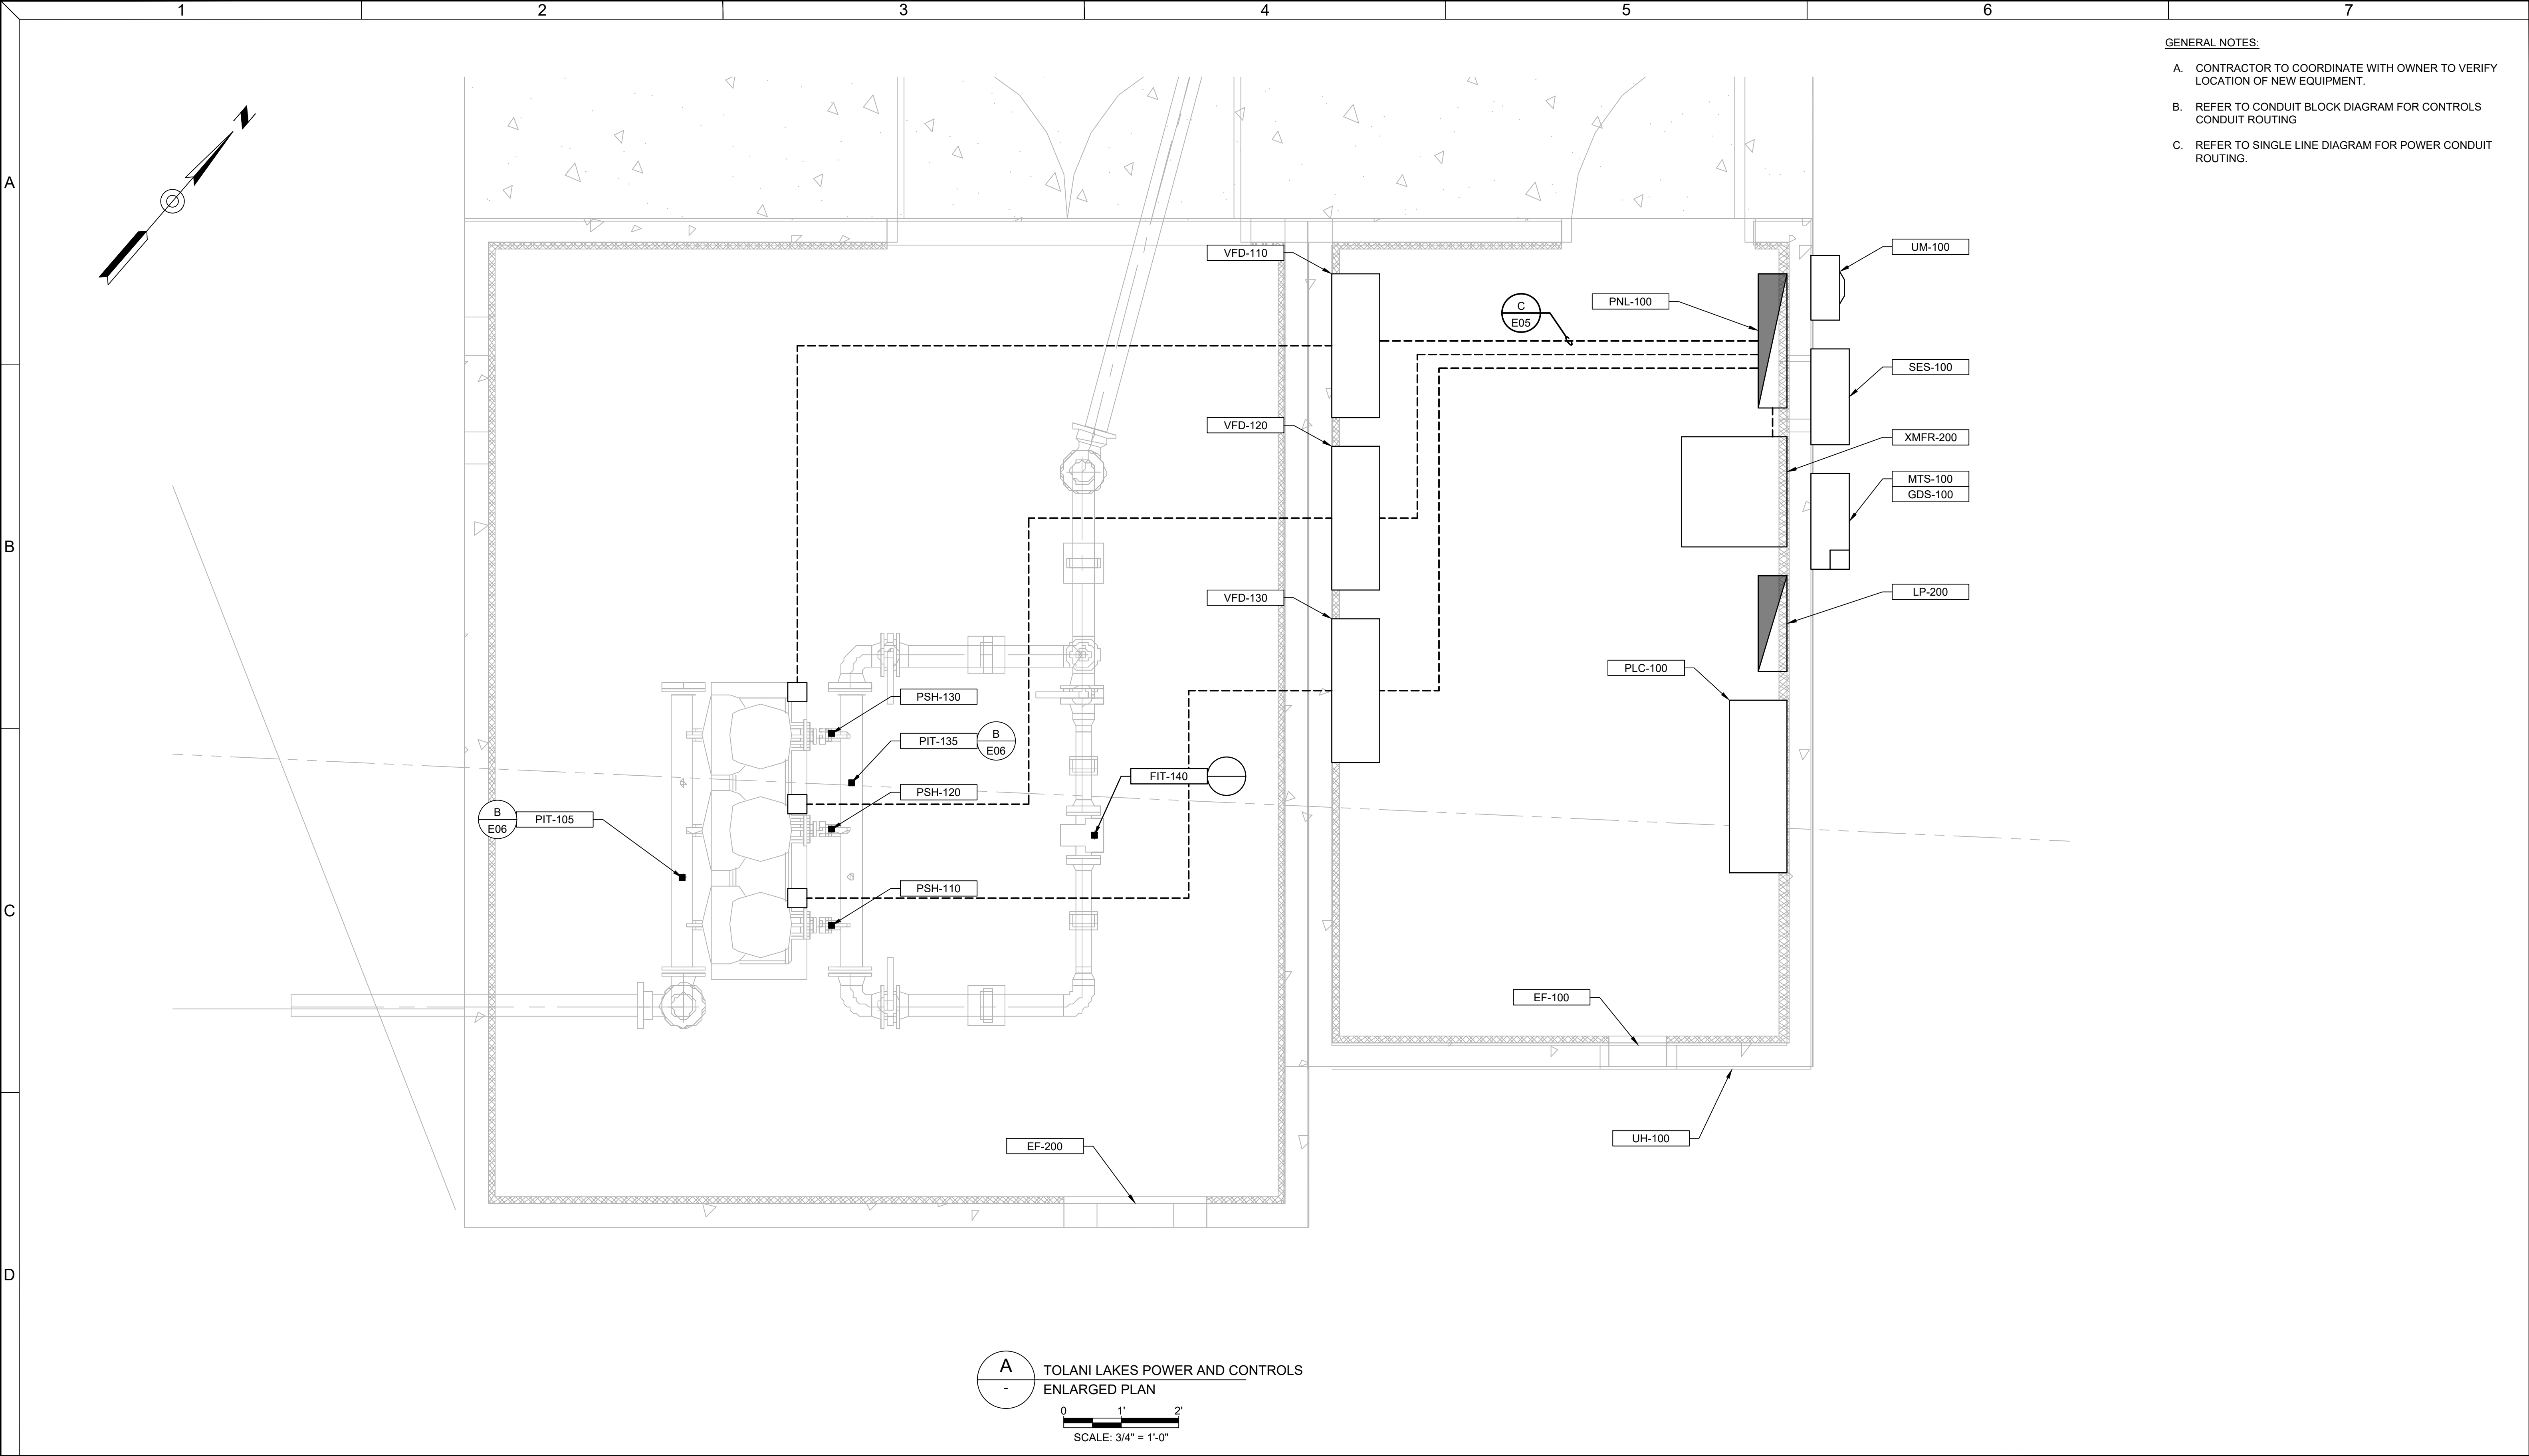 1 2 3 4 5 6 7
GENERAL NOTES:
A. CONTRACTOR TO COORDINATE WITH OWNER TO VERIFY
LOCATION OF NEW EQUIPMENT.
B. REFER TO CONDUIT BLOCK DIAGRAM FOR CONTROLS
CONDUIT ROUTING
C. REFER TO SINGLE LINE DIAGRAM FOR POWER CONDUIT
ROUTING.
N
A
B
C
D
VFD-110
C
E05
PNL-100
UM-100
SES-100
VFD-120
XMFR-200
MTS-100
GDS-100
VFD-130
LP-200
PLC-100
PSH-130
PIT-135
B
E06
FIT-140
PSH-120
B
E06
PIT-105
PSH-110
EF-100
EF-200
UH-100
A
-
TOLANI LAKES POWER AND CONTROLS
ENLARGED PLAN
0 1' 2'
SCALE: 3/4" = 1'-0"